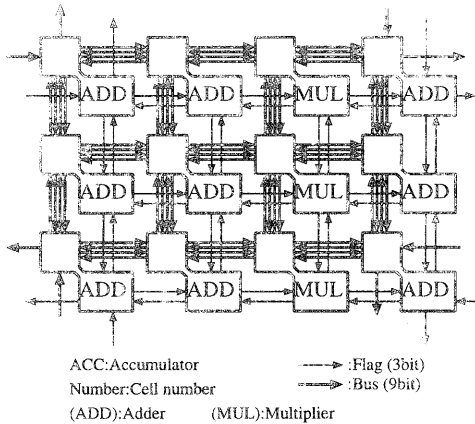 ADD ADD MUL ADD
ADD ADD MUL ADD
ADD ADD MUL ADD
ACC:Accumulator
:Flag (3bit)
Number:Cell number
:Bus (9bit)
(ADD):Adder (MUL):Multiplier